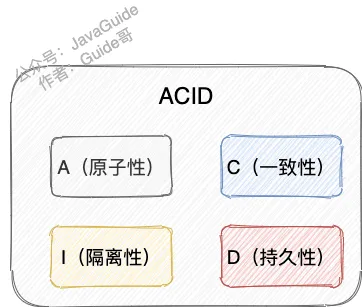 公众号：JavaGuide
作者：Guide哥
ACID
A（原子性）
C（一致性）
I（隔离性）
D（持久性）